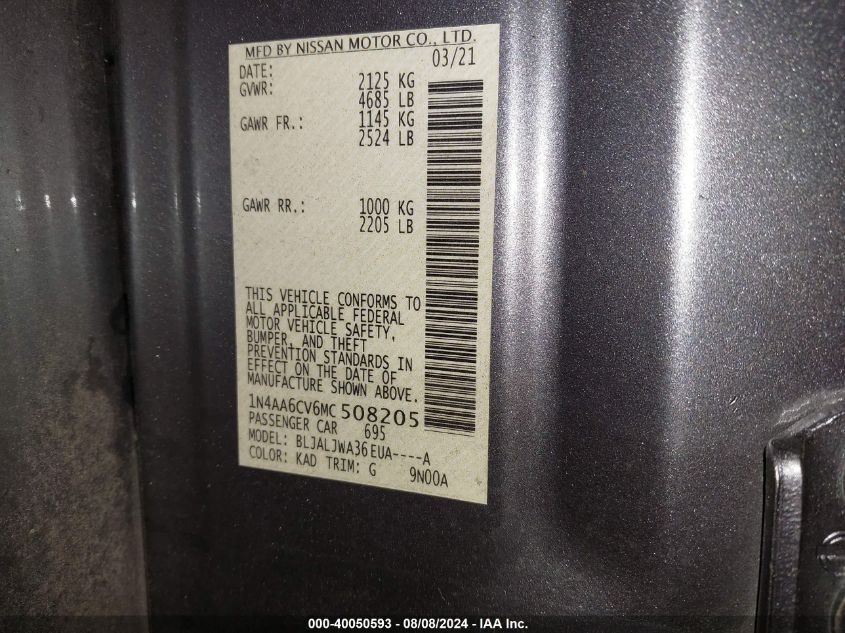 MFD BY NISSAN MOTOR CO., LTD.
DATE: 03/21
GVWR: 2125 KG
4685 LB
GAWR FR.: 1145 KG
2524 LB
GAWR RR.: 1000 KG
2205 LB
THIS VEHICLE CONFORMS TO
ALL APPLICABLE FEDERAL
MOTOR VEHICLE SAFETY,
BUMPER, AND THEFT
PREVENTION STANDARDS IN
EFFECT ON THE DATE OF
MANUFACTURE SHOWN ABOVE.
1N4AA6CV6MC508205
PASSENGER CAR 695
MODEL: BLJALJWA36EUA----A
COLOR: KAD TRIM: G 9N00A
000-40050593 - 08/08/2024 - IAA Inc.